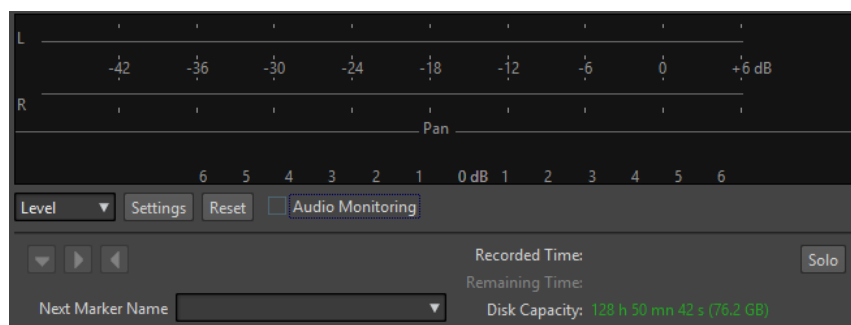 L
-42 -36 -30 -24 -18 -12 -6 0 +6 dB
R
Pan
6 5 4 3 2 1 0 dB 1 2 3 4 5 6
Level Settings Reset Audio Monitoring
Recorded Time: Solo
Remaining Time:
Next Marker Name Disk Capacity: 128 h 50 mn 42 s (76.2 GB)